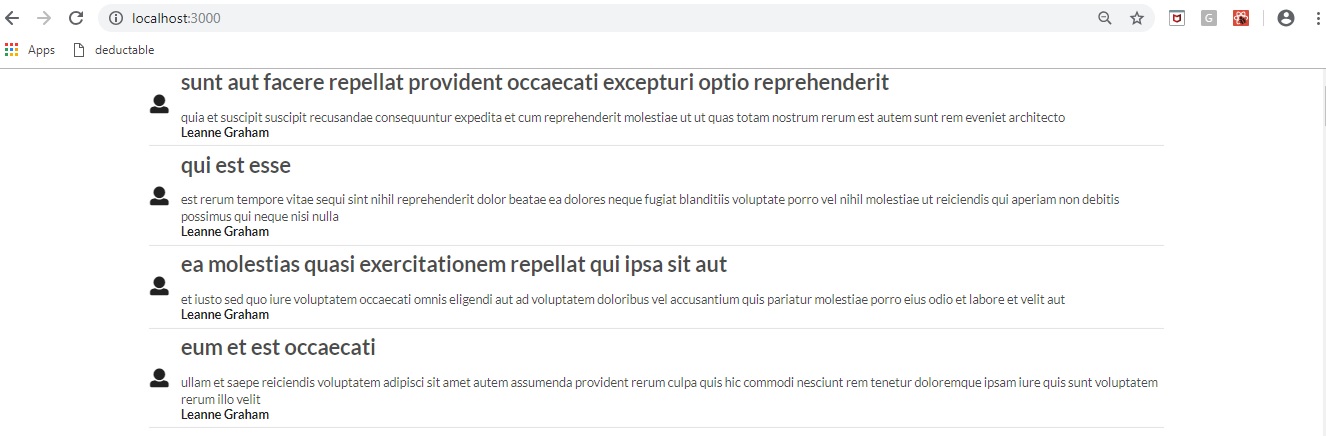 localhost:3000
Apps deductable
sunt aut facere repellat provident occaecati excepturi optio reprehenderit
quia et suscipit suscipit recusandae consequuntur expedita et cum reprehenderit molestiae ut ut quas totam nostrum rerum est autem sunt rem eveniet architecto
Leanne Graham
qui est esse
est rerum tempore vitae sequi sint nihil reprehenderit dolor beatae ea dolores neque fugiat blanditiis voluptate porro vel nihil molestiae ut reiciendis qui aperiam non debitis
possimus qui neque nisi nulla
Leanne Graham
ea molestias quasi exercitationem repellat qui ipsa sit aut
et iusto sed quo iure voluptatem occaecati omnis eligendi aut ad voluptatem doloribus vel accusantium quis pariatur molestiae porro eius odio et labore et velit aut
Leanne Graham
eum et est occaecati
ullam et saepe reiciendis voluptatem adipisci sit amet autem assumenda provident rerum culpa quis hic commodi nesciunt rem tenetur doloremque ipsam iure quis sunt voluptatem
rerum illo velit
Leanne Graham